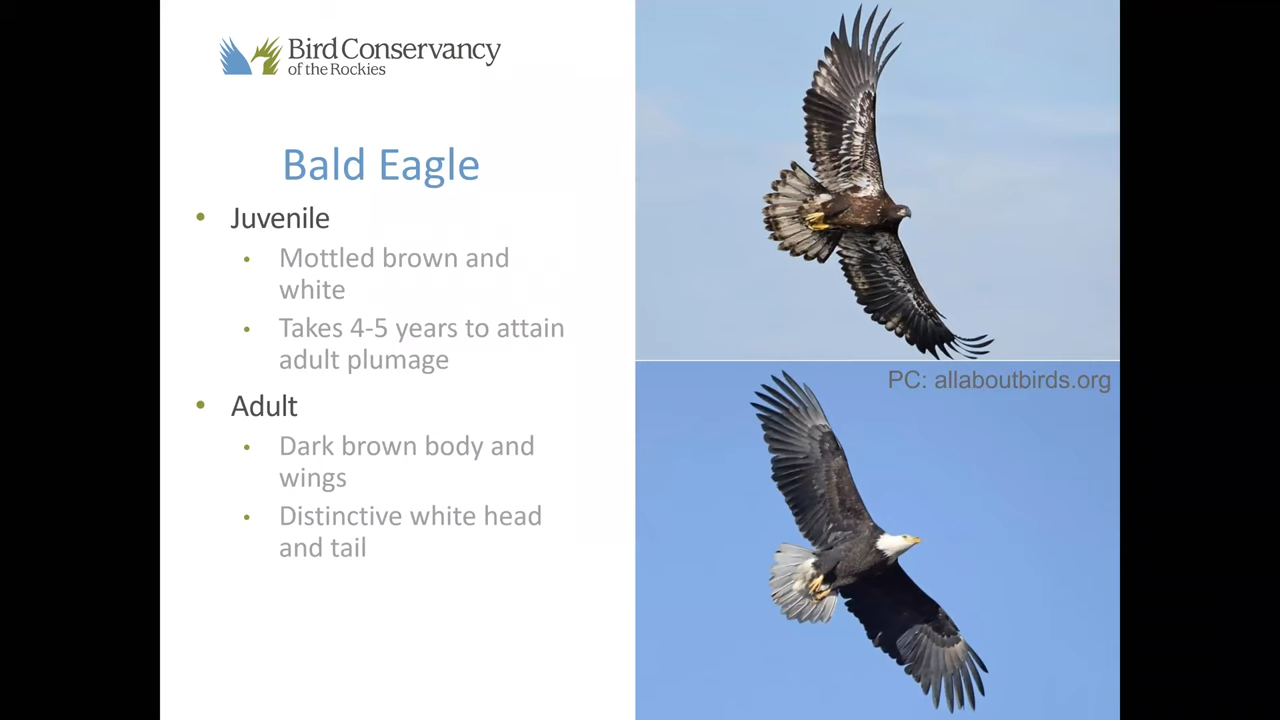 Bird Conservancy
of the Rockies
Bald Eagle
• Juvenile
• Mottled brown and
white
• Takes 4-5 years to attain
adult plumage
• Adult
• Dark brown body and
wings
• Distinctive white head
and tail
PC: allaboutbirds.org